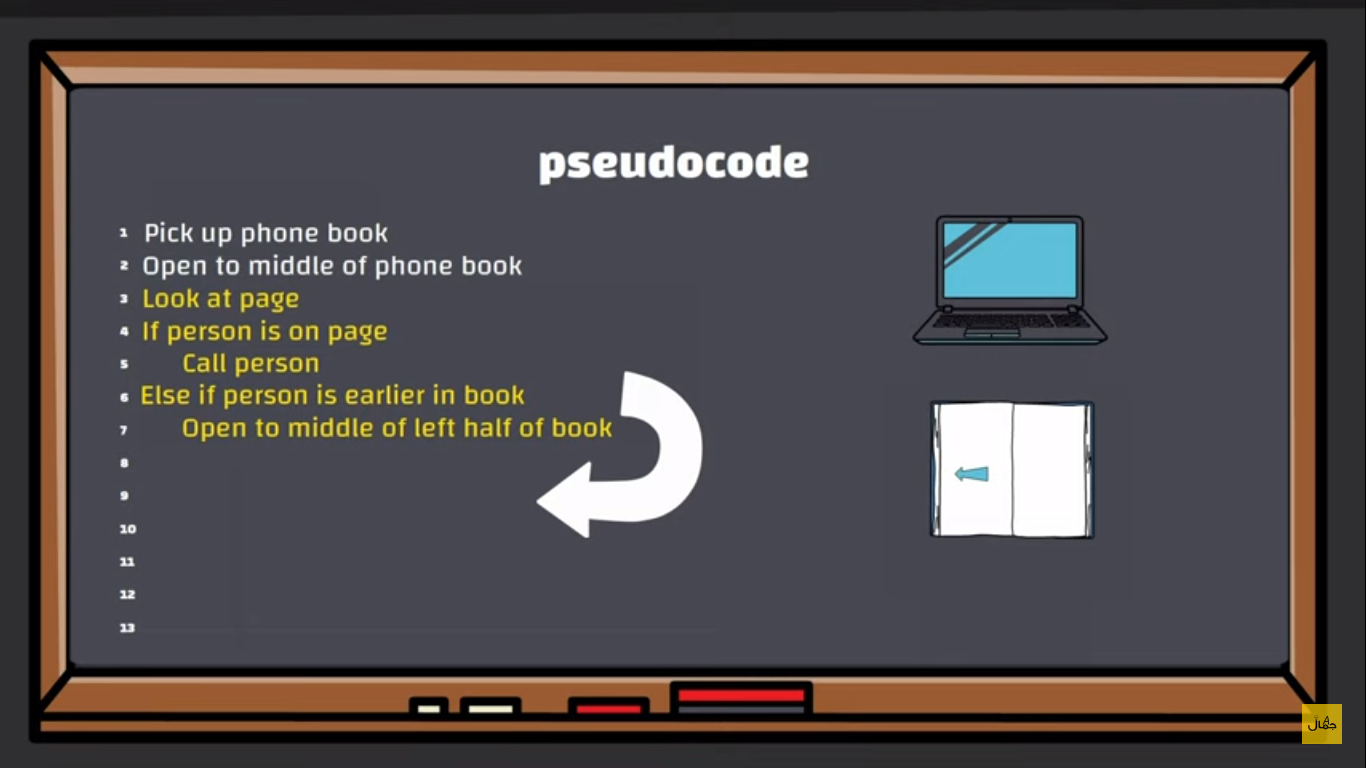 pseudocode
1 Pick up phone book
2 Open to middle of phone book
3 Look at page
4 If person is on page
5 Call person
6 Else if person is earlier in book
7 Open to middle of left half of book
8
9
10
11
12
13
جمال